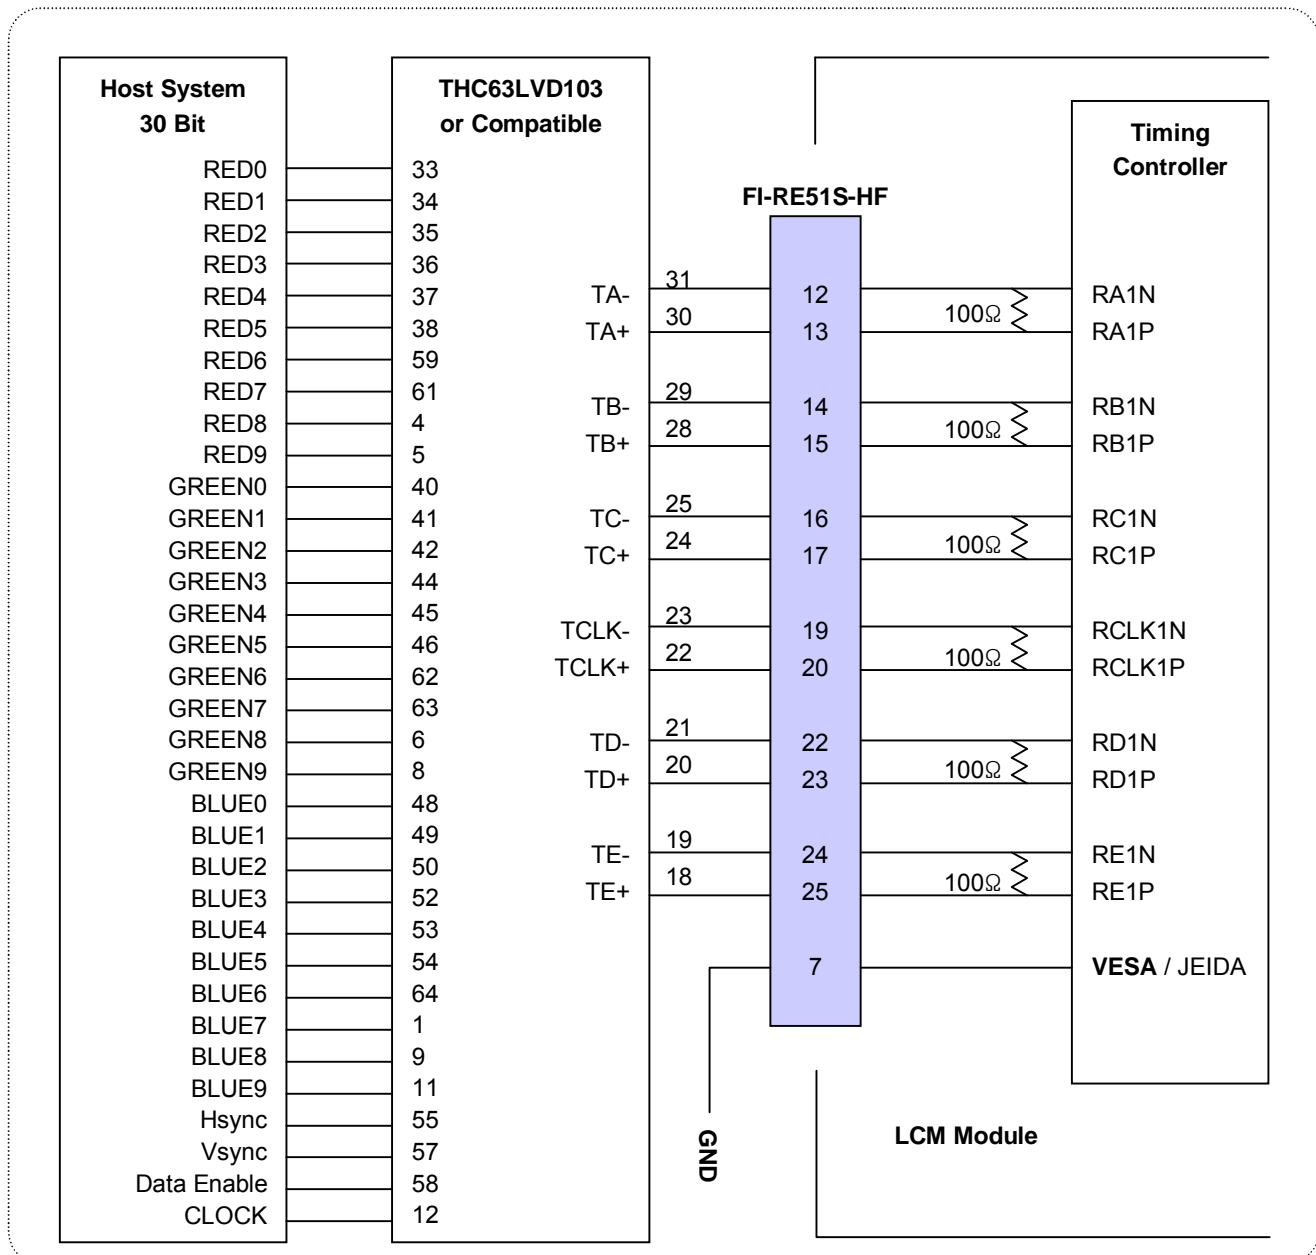 Host System
30 Bit
RED0
RED1
RED2
RED3
RED4
RED5
RED6
RED7
RED8
RED9
GREEN0
GREEN1
GREEN2
GREEN3
GREEN4
GREEN5
GREEN6
GREEN7
GREEN8
GREEN9
BLUE0
BLUE1
BLUE2
BLUE3
BLUE4
BLUE5
BLUE6
BLUE7
BLUE8
BLUE9
Hsync
Vsync
Data Enable
CLOCK
THC63LVD103
or Compatible
33
34
35
36
37
38
59
61
4
5
40
41
42
44
45
46
62
63
6
8
48
49
50
52
53
54
64
1
9
11
55
57
58
12
TA-
TA+
TB-
TB+
TC-
TC+
TCLK-
TCLK+
TD-
TD+
TE-
TE+
31
30
29
28
25
24
23
22
21
20
19
18
GND
FI-RE51S-HF
12
13
14
15
16
17
19
20
22
23
24
25
7
100Ω
100Ω
100Ω
100Ω
100Ω
100Ω
Timing
Controller
RA1N
RA1P
RB1N
RB1P
RC1N
RC1P
RCLK1N
RCLK1P
RD1N
RD1P
RE1N
RE1P
VESA / JEIDA
LCM Module